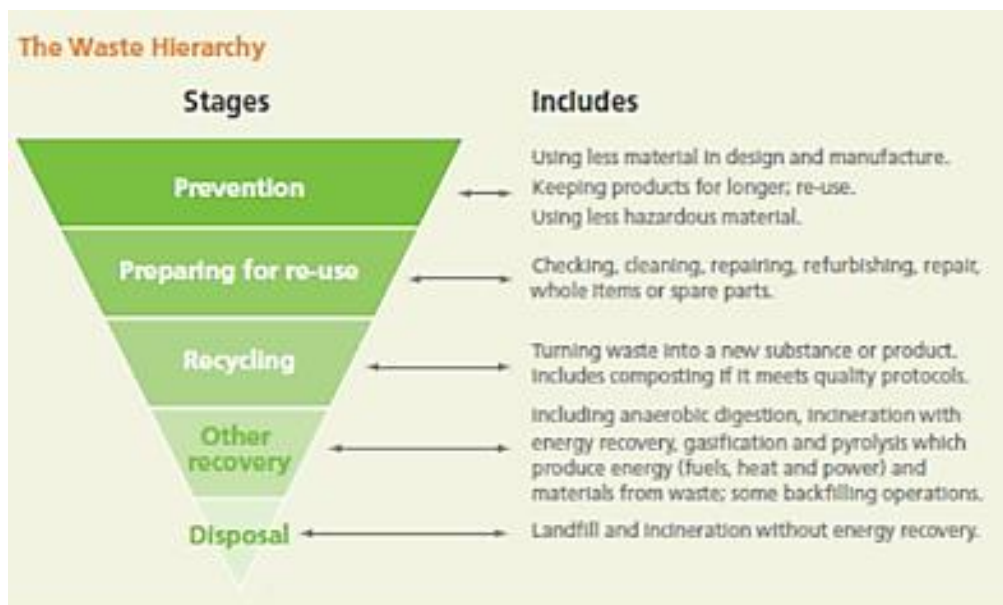 The Waste Hierarchy
Stages
Includes
Prevention
Using less material in design and manufacture.
Keeping products for longer; re-use.
Using less hazardous material.
Preparing for re-use
Checking, cleaning, repairing, refurbishing, repair,
whole items or spare parts.
Recycling
Turning waste into a new substance or product.
Includes composting if it meets quality protocols.
Other
recovery
Including anaerobic digestion, incineration with
energy recovery, gasification and pyrolysis which
produce energy (fuels, heat and power) and
materials from waste; some backfilling operations.
Disposal
Landfill and incineration without energy recovery.